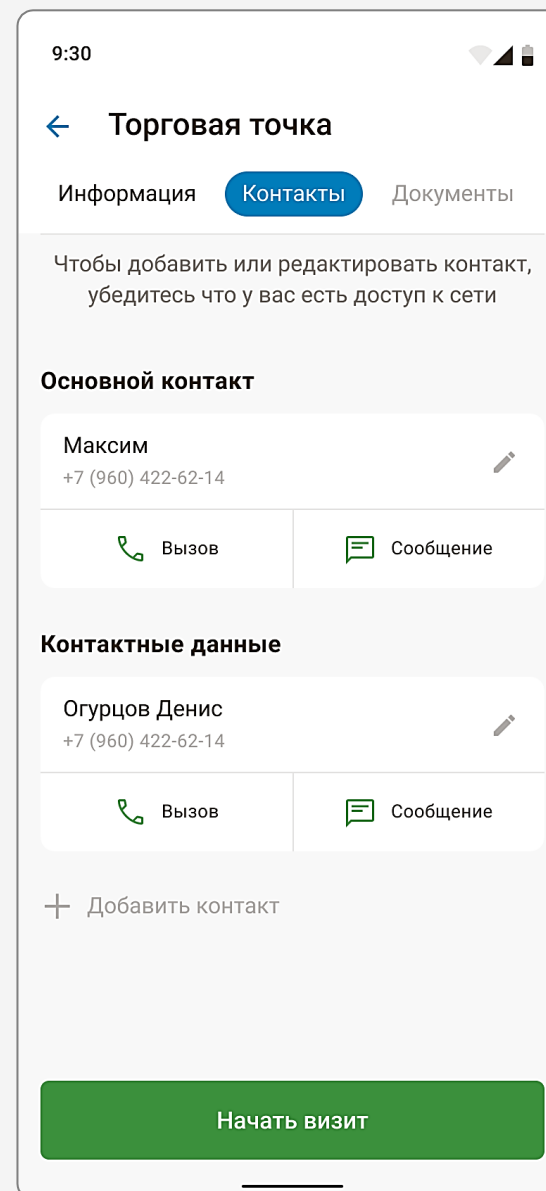 9:30
Торговая точка
Информация Контакты Документы
Чтобы добавить или редактировать контакт,
убедитесь что у вас есть доступ к сети
Основной контакт
Максим
+7 (960) 422-62-14
Вызов Сообщение
Контактные данные
Огурцов Денис
+7 (960) 422-62-14
Вызов Сообщение
Добавить контакт
Начать визит